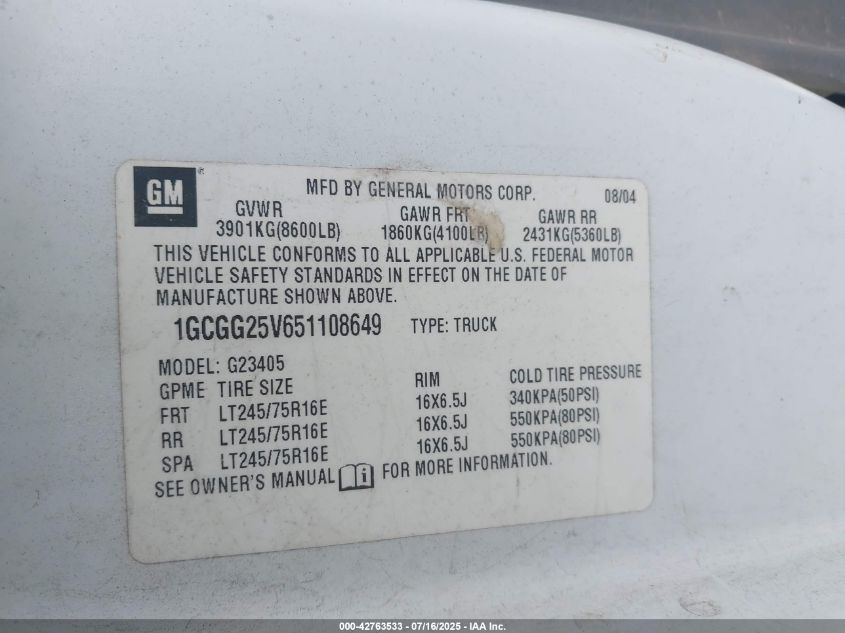 GM
MFD BY GENERAL MOTORS CORP. 08/04
GVWR GAWR FRT GAWR RR
3901KG(8600LB) 1860KG(4100LB) 2431KG(5360LB)
THIS VEHICLE CONFORMS TO ALL APPLICABLE U.S. FEDERAL MOTOR
VEHICLE SAFETY STANDARDS IN EFFECT ON THE DATE OF
MANUFACTURE SHOWN ABOVE.
1GCGG25V651108649 TYPE: TRUCK
MODEL: G23405
GPME TIRE SIZE RIM COLD TIRE PRESSURE
FRT LT245/75R16E 16X6.5J 340KPA(50PSI)
RR LT245/75R16E 16X6.5J 550KPA(80PSI)
SPA LT245/75R16E 16X6.5J 550KPA(80PSI)
SEE OWNER'S MANUAL i FOR MORE INFORMATION.
000-42763533 - 07/16/2025 - IAA Inc.